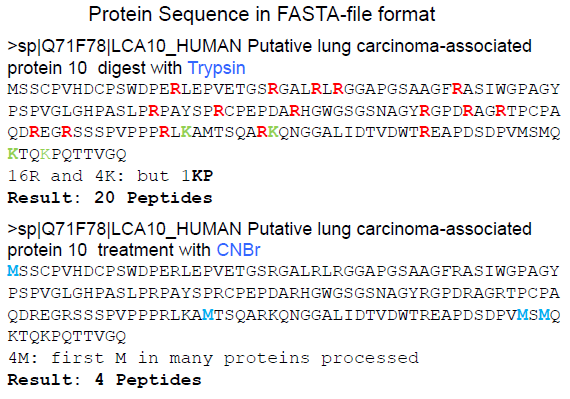 Protein Sequence in FASTA-file format
>sp|Q71F78|LCA10_HUMAN Putative lung carcinoma-associated
protein 10 digest with Trypsin
MSSCPVHDCPSWDPERLEPVETGSRGALRLRGGAPGSAAGFRASIWGPAGY
PSPVGLGHPASLPRPAYSPRCPEPDARHGWGSGSNAGYRGPDRAGRTPCPA
QDREGRSSSPVPPPRLKAMTSQARKQNGGALIDTVDWTREAPDSDPVMSMQ
KTQKPQTTVGQ
16R and 4K: but 1KP
Result: 20 Peptides
>sp|Q71F78|LCA10_HUMAN Putative lung carcinoma-associated
protein 10 treatment with CNBr
MSSCPVHDCPSWDPERLEPVETGSRGALRLRGGAPGSAAGFRASIWGPAGY
PSPVGLGHPASLPRPAYSPRCPEPDARHGWGSGSNAGYRGPDRAGRTPCPA
QDREGRSSSPVPPPRLKAMTSQARKQNGGALIDTVDWTREAPDSDPVMSMQ
KTQKPQTTVGQ
4M: first M in many proteins processed
Result: 4 Peptides